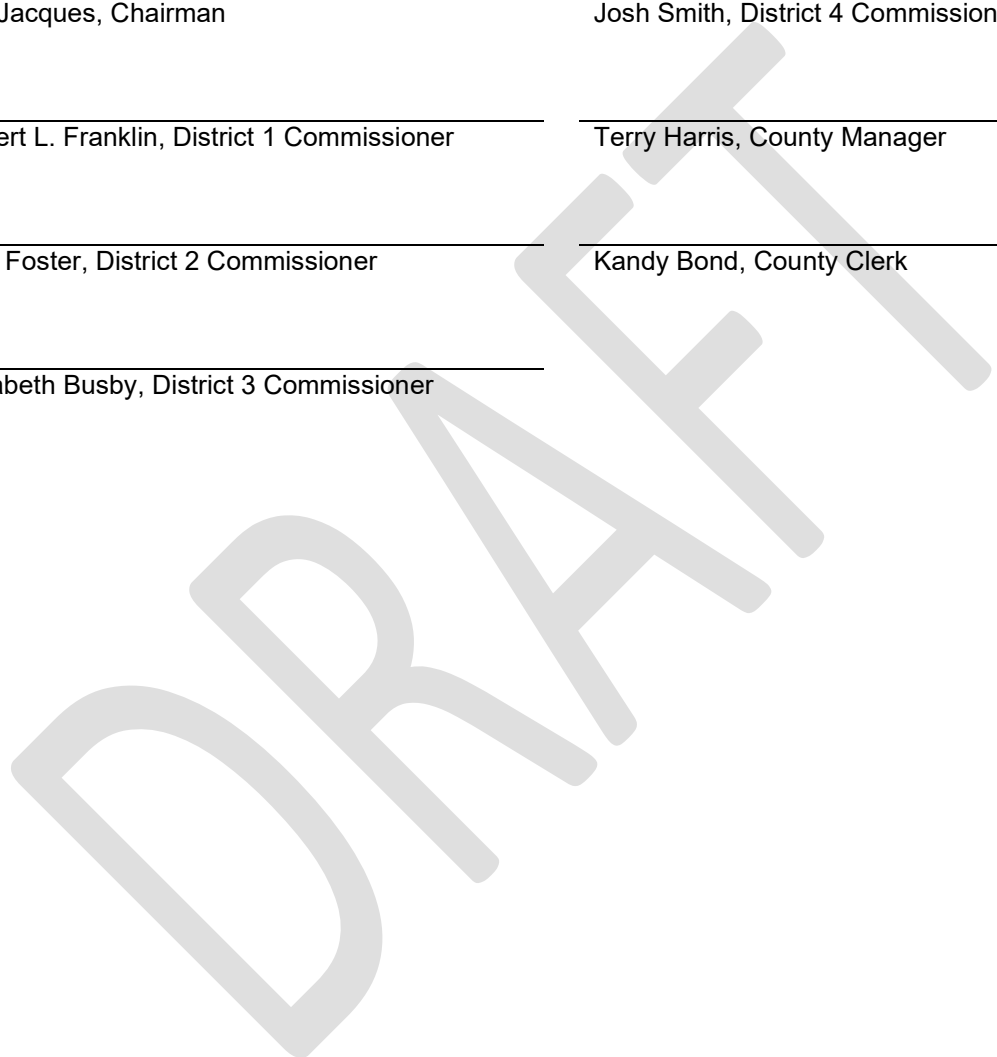 Jacques, Chairman
Josh Smith, District 4 Commission
ert L. Franklin, District 1 Commissioner
Terry Harris, County Manager
Foster, District 2 Commissioner
Kandy Bond, County Clerk
abeth Busby, District 3 Commissioner
DRAFT